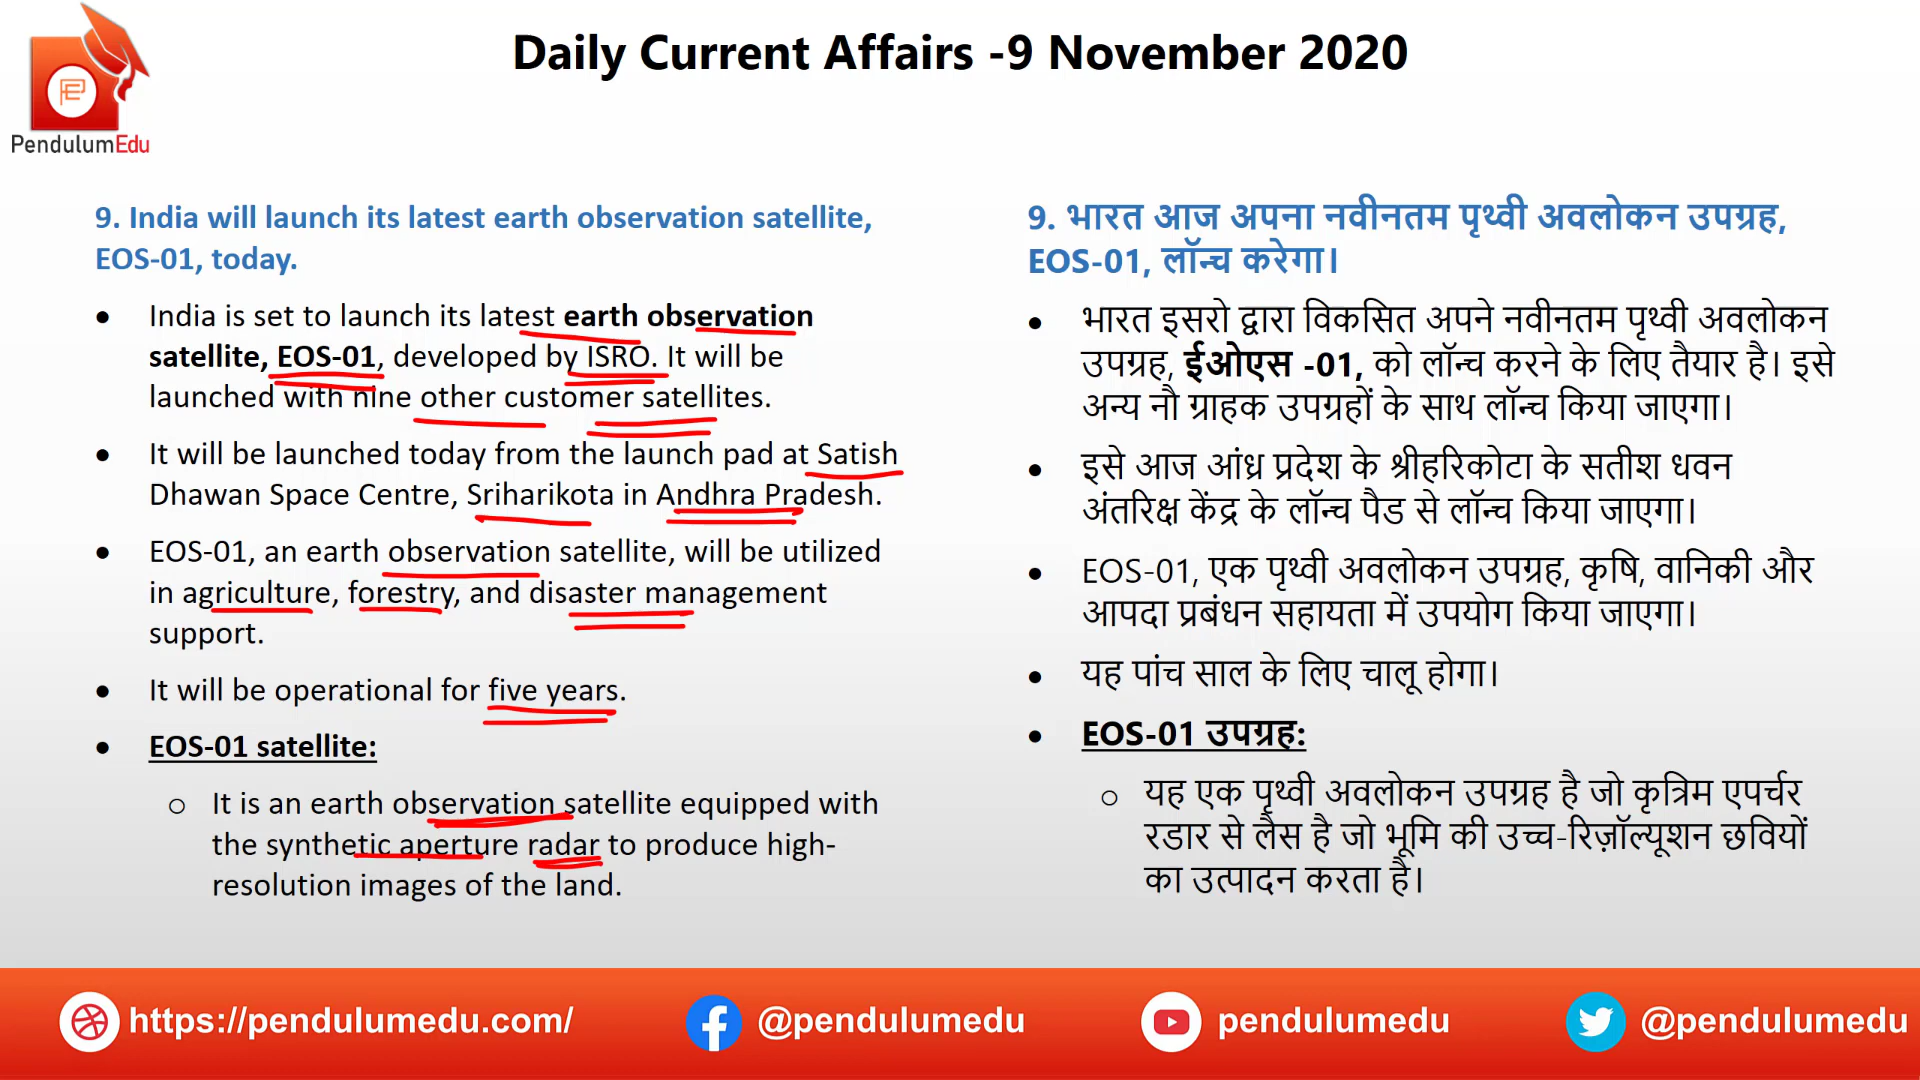 Daily Current Affairs -9 November 2020
PendulumEdu
9. India will launch its latest earth observation satellite,
EOS-01, today.
● India is set to launch its latest earth observation
satellite, EOS-01, developed by ISRO. It will be
launched with nine other customer satellites.
● It will be launched today from the launch pad at Satish
Dhawan Space Centre, Sriharikota in Andhra Pradesh.
● EOS-01, an earth observation satellite, will be utilized
in agriculture, forestry, and disaster management
support.
● It will be operational for five years.
● EOS-01 satellite:
○ It is an earth observation satellite equipped with
the synthetic aperture radar to produce high-
resolution images of the land.
9. भारत आज अपना नवीनतम पृथ्वी अवलोकन उपग्रह,
EOS-01, लॉन्च करेगा।
● भारत इसरो द्वारा विकसित अपने नवीनतम पृथ्वी अवलोकन
उपग्रह, ईओएस -01, को लॉन्च करने के लिए तैयार है। इसे
अन्य नौ ग्राहक उपग्रहों के साथ लॉन्च किया जाएगा।
● इसे आज आंध्र प्रदेश के श्रीहरिकोटा के सतीश धवन
अंतरिक्ष केंद्र के लॉन्च पैड से लॉन्च किया जाएगा।
● EOS-01, एक पृथ्वी अवलोकन उपग्रह, कृषि, वानिकी और
आपदा प्रबंधन सहायता में उपयोग किया जाएगा।
● यह पांच साल के लिए चालू होगा।
● EOS-01 उपग्रह:
○ यह एक पृथ्वी अवलोकन उपग्रह है जो कृत्रिम एपर्चर
रडार से लैस है जो भूमि की उच्च-रिज़ॉल्यूशन छवियों
का उत्पादन करता है।
https://pendulumedu.com/
@pendulumedu
pendulumedu
@pendulumedu